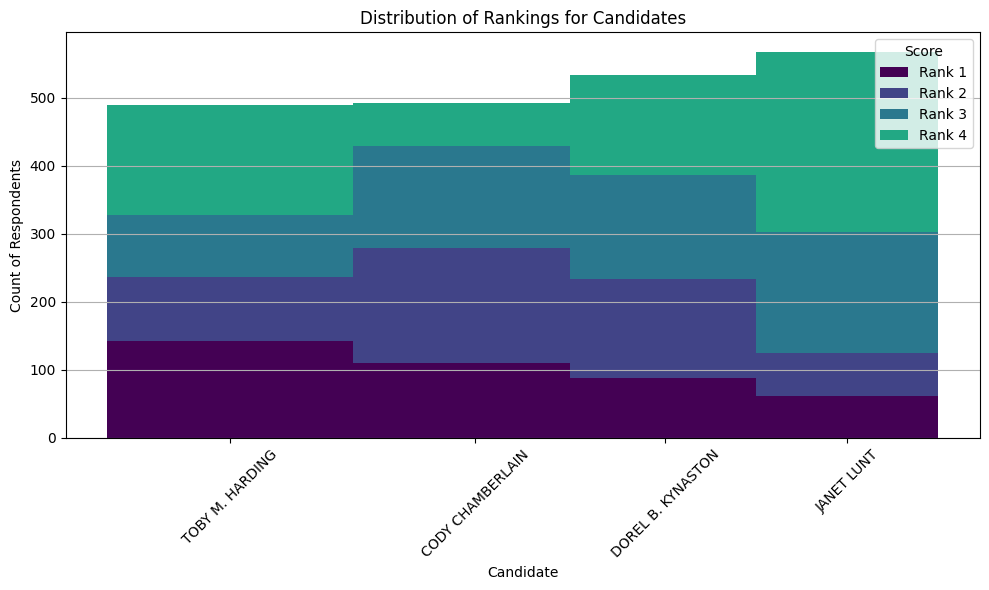 Distribution of Rankings for Candidates
Score
Rank 1
Rank 2
Rank 3
Rank 4
Count of Respondents
500
400
300
200
100
0
TOBY M. HARDING
CODY CHAMBERLAIN
DOREL B. KYNASTON
JANET LUNT
Candidate